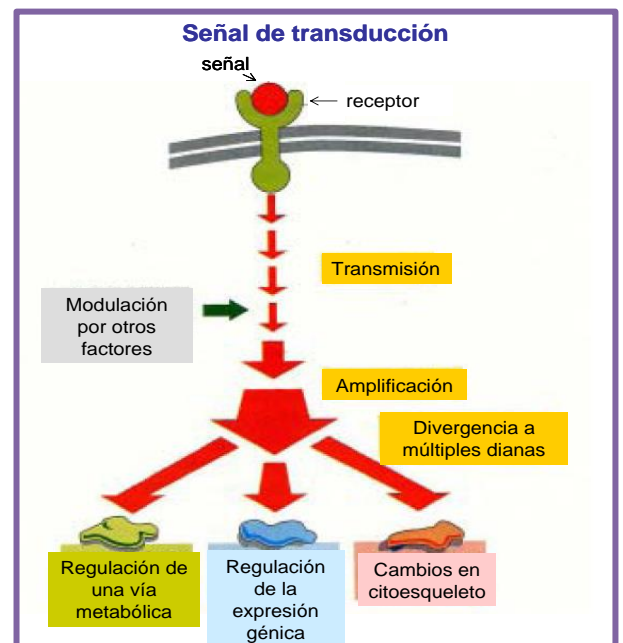 Señal de transducción
señal
receptor
Transmisión
Modulación
por otros
factores
Amplificación
Divergencia a
múltiples dianas
Regulación de
una vía
metabólica
Regulación
de la
expresión
génica
Cambios en
citoesqueleto